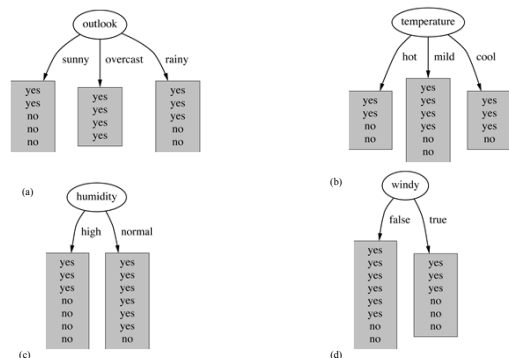 outlook
sunny overcast rainy
yes
yes
no
no
no
yes
yes
yes
yes
yes
yes
yes
no
no
(a)
temperature
hot mild cool
yes
yes
no
no
yes
yes
yes
yes
no
no
yes
yes
yes
no
(b)
humidity
high normal
yes
yes
yes
no
no
no
no
yes
yes
yes
yes
yes
yes
no
(c)
windy
false true
yes
yes
yes
yes
yes
yes
no
no
yes
yes
yes
no
no
no
(d)